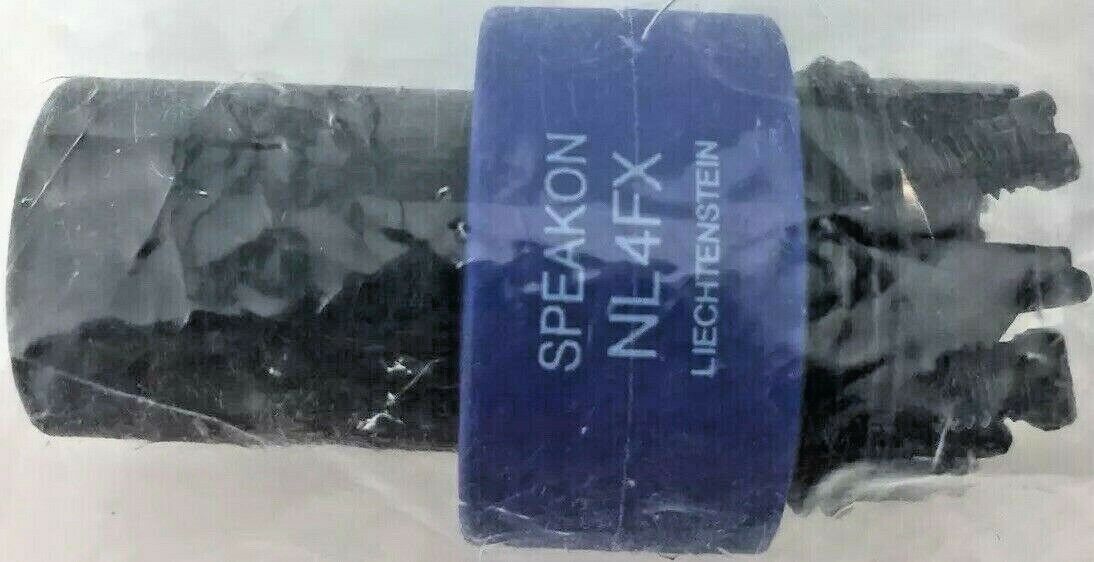 SPEAKON
NL4FX
LIECHTENSTEIN